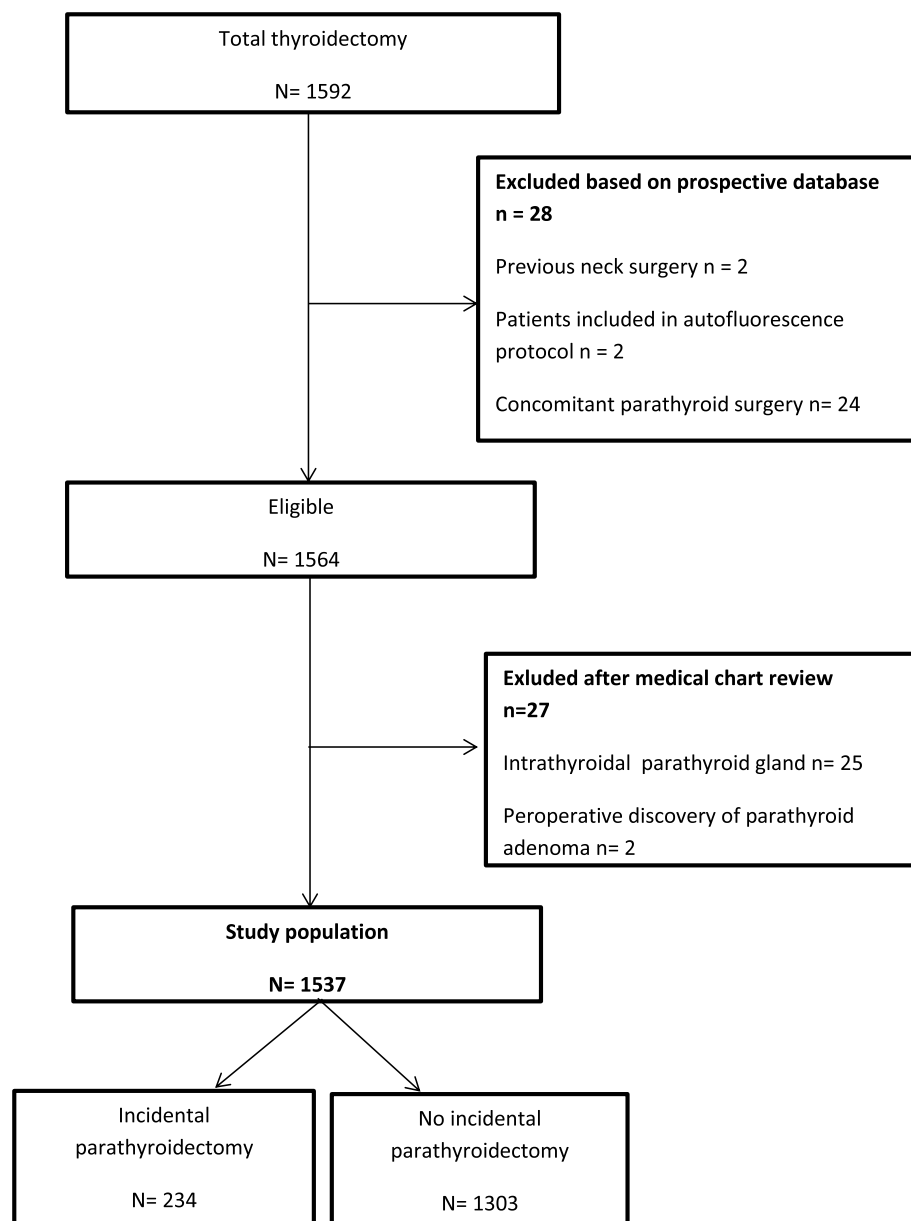 Total thyroidectomy
N= 1592
Excluded based on prospective database
n = 28
Previous neck surgery n = 2
Patients included in autofluorescence
protocol n = 2
Concomitant parathyroid surgery n= 24
Eligible
N= 1564
Exluded after medical chart review
n=27
Intrathyroidal parathyroid gland n= 25
Peroperative discovery of parathyroid
adenoma n= 2
Study population
N= 1537
Incidental
parathyroidectomy
N= 234
No incidental
parathyroidectomy
N= 1303